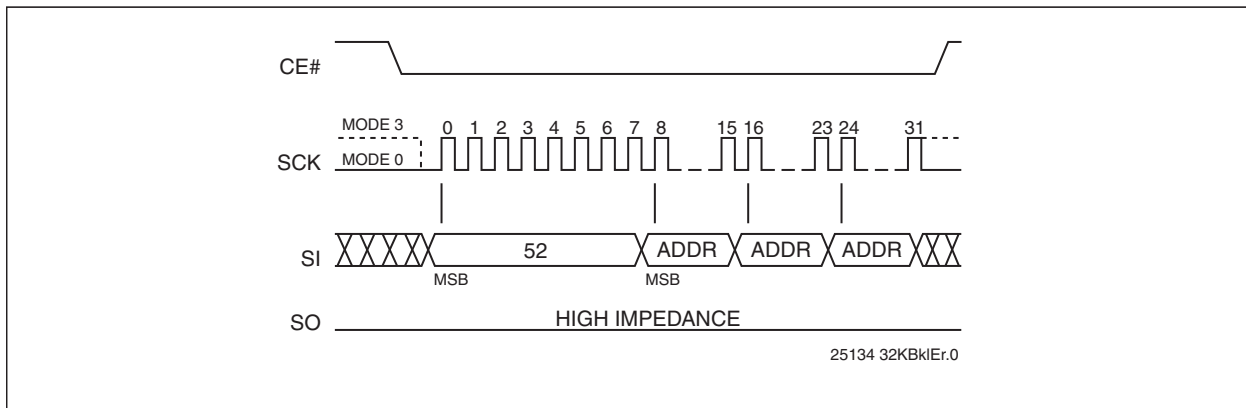 CE#
MODE 3
0 1 2 3 4 5 6 7 8 15 16 23 24 31
SCK
MODE 0
SI
52 ADDR ADDR ADDR
MSB MSB
SO
HIGH IMPEDANCE
25134 32KBklEr.0